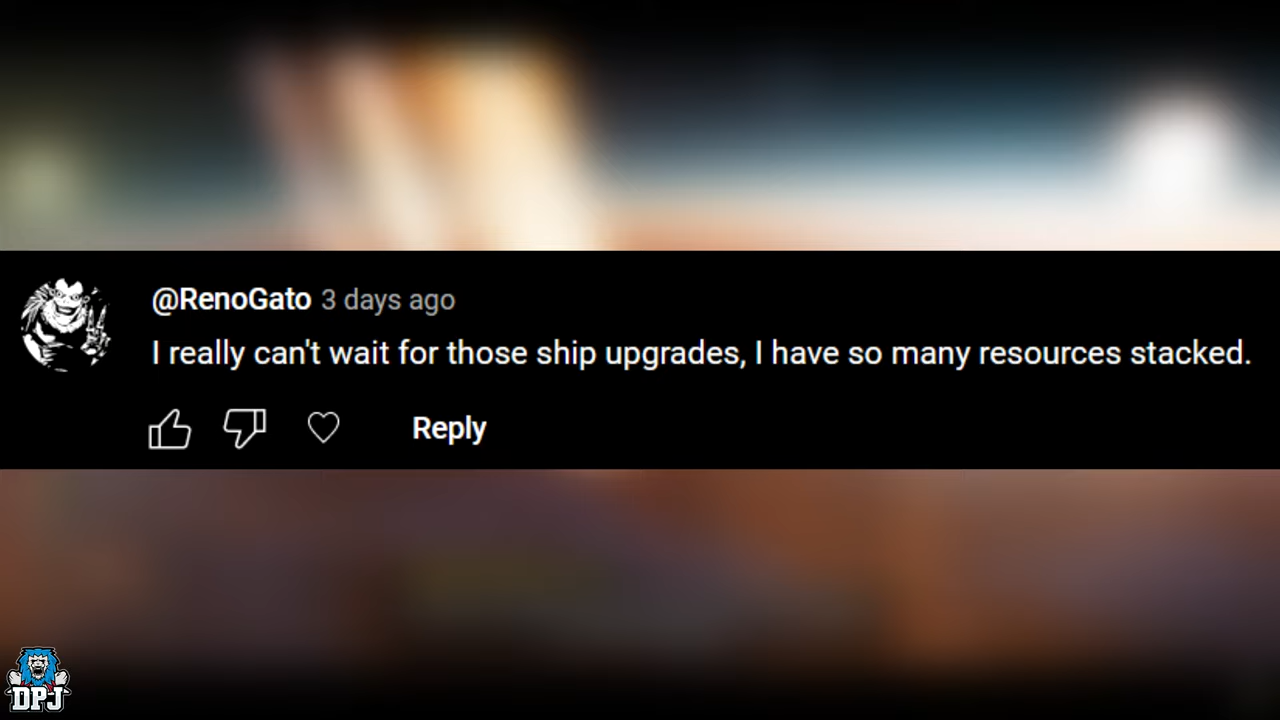 @RenoGato 3 days ago
I really can't wait for those ship upgrades, I have so many resources stacked.
Reply
DPJ